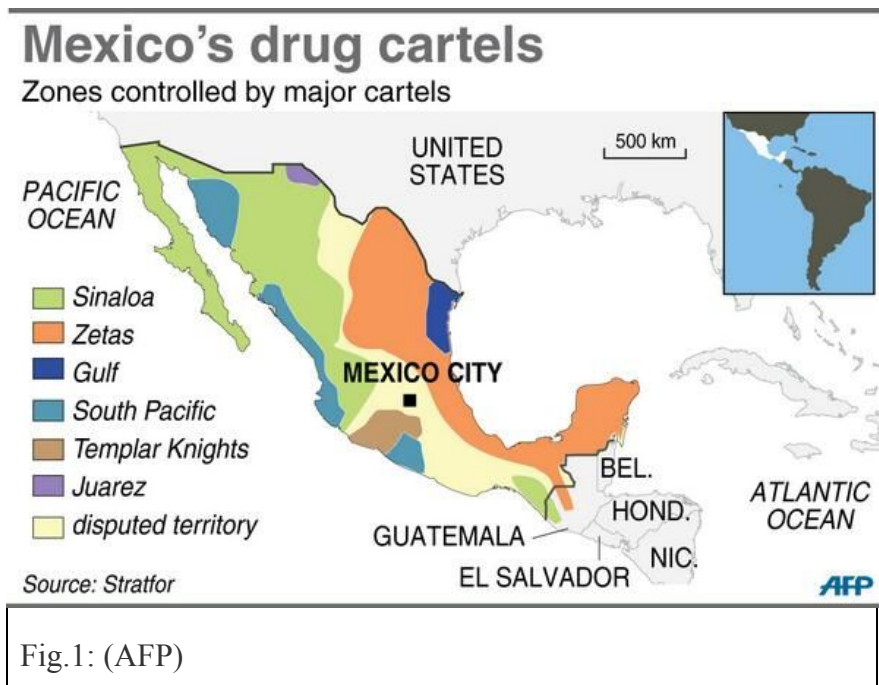 Mexico's drug cartels
Zones controlled by major cartels
UNITED
STATES
500 km
PACIFIC
OCEAN
Sinaloa
Zetas
Gulf
South Pacific
Templar Knights
Juarez
disputed territory
MEXICO CITY
BEL.
GUATEMALA
HOND.
EL SALVADOR
NIC.
ATLANTIC
OCEAN
Source: Stratfor
AFP
Fig.1: (AFP)